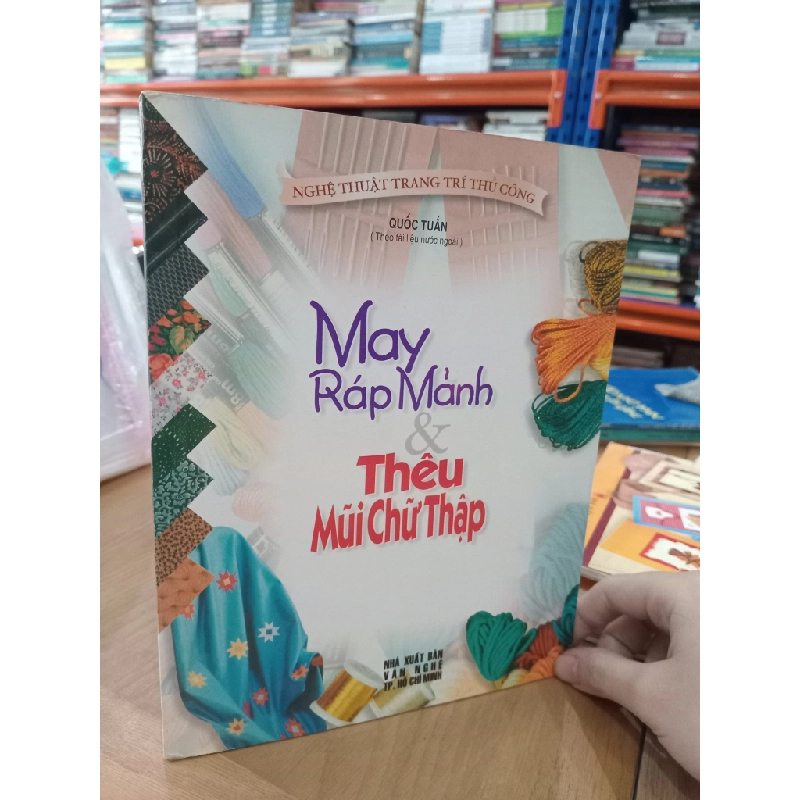 NGHỆ THUẬT TRANG TRÍ THỦ CÔNG
QUỐC TUẤN
( Theo tài liệu nước ngoài )
May
Ráp Mảnh
&
Thêu
Mũi Chữ Thập
NHÀ XUẤT BẢN
VĂN NGHỆ
TP. HỒ CHÍ MINH